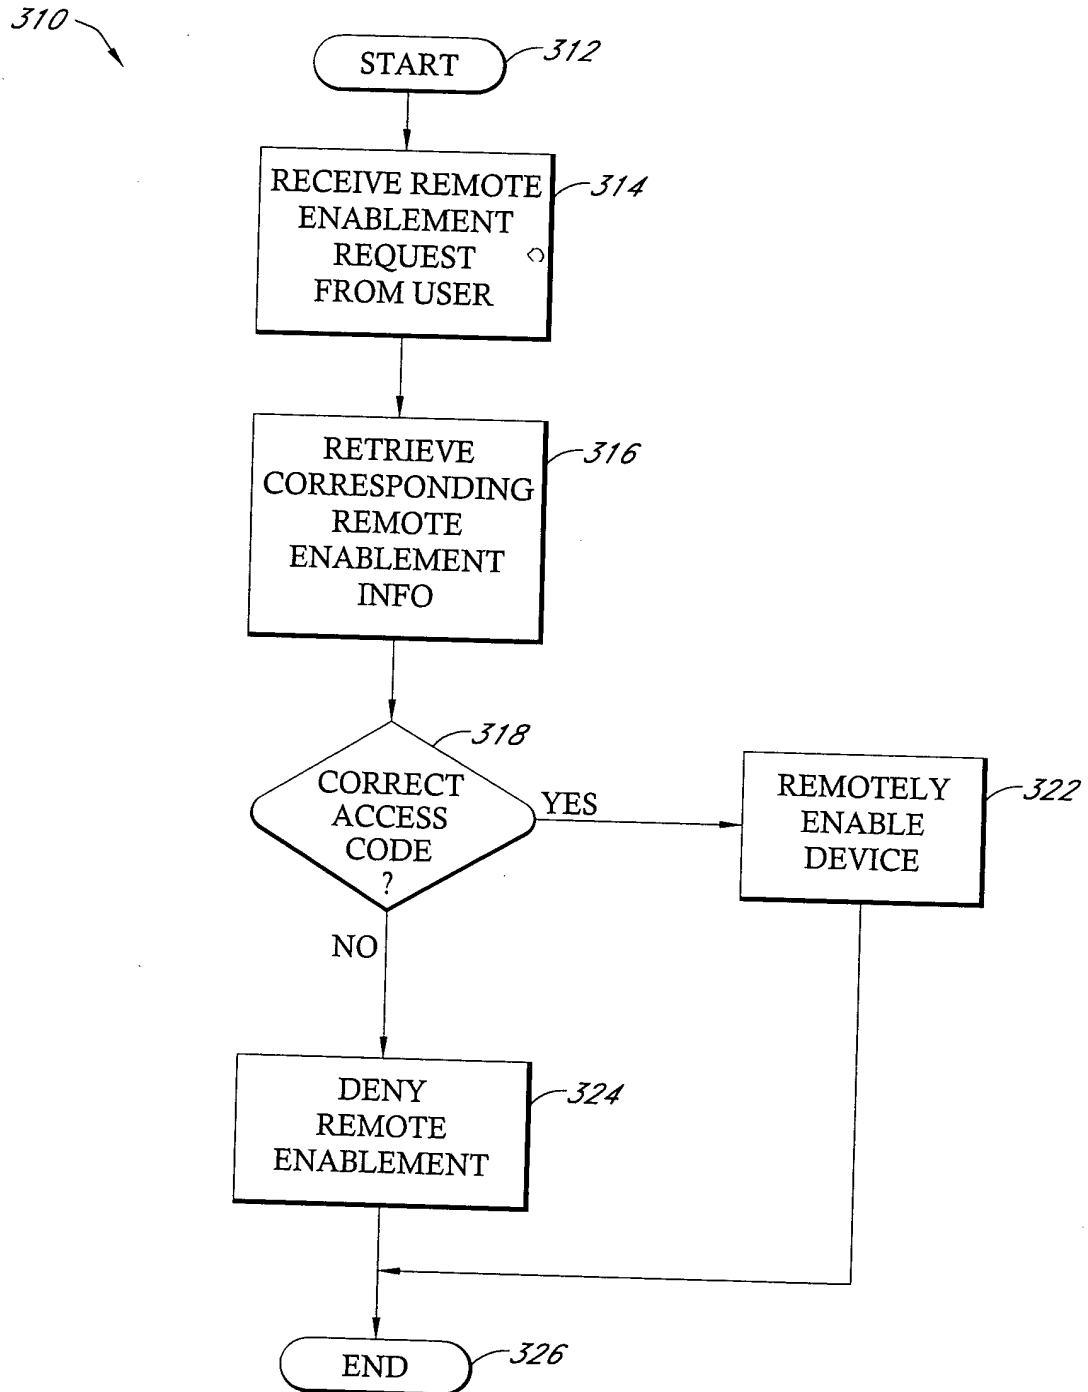 310
START
312
RECEIVE REMOTE
ENABLEMENT
REQUEST
FROM USER
314
RETRIEVE
CORRESPONDING
REMOTE
ENABLEMENT
INFO
316
CORRECT
ACCESS
CODE
?
318
YES
REMOTELY
ENABLE
DEVICE
322
NO
DENY
REMOTE
ENABLEMENT
324
END
326